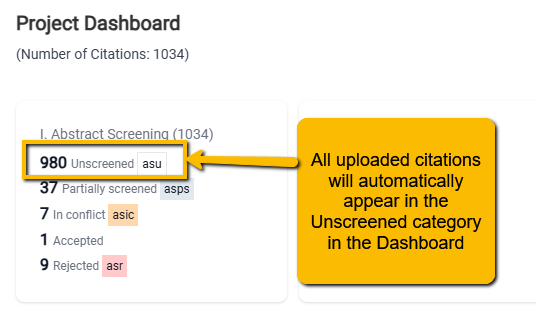 Project Dashboard
(Number of Citations: 1034)
I. Abstract Screening (1034)
980 Unscreened asu
37 Partially screened asps
7 In conflict asic
1 Accepted
9 Rejected asr
All uploaded citations
will automatically
appear in the
Unscreened category
in the Dashboard